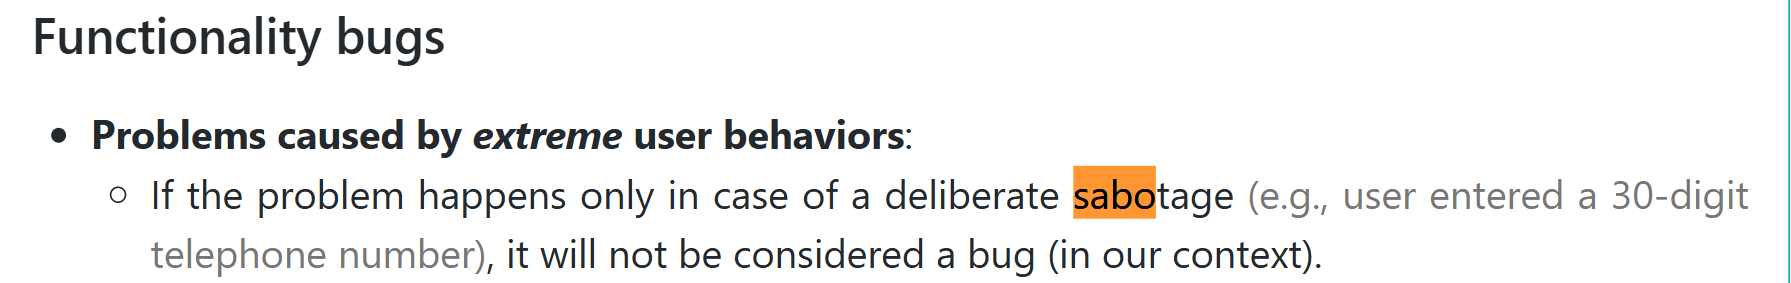 Functionality bugs
• Problems caused by extreme user behaviors:
○ If the problem happens only in case of a deliberate sabotage (e.g., user entered a 30-digit
telephone number), it will not be considered a bug (in our context).